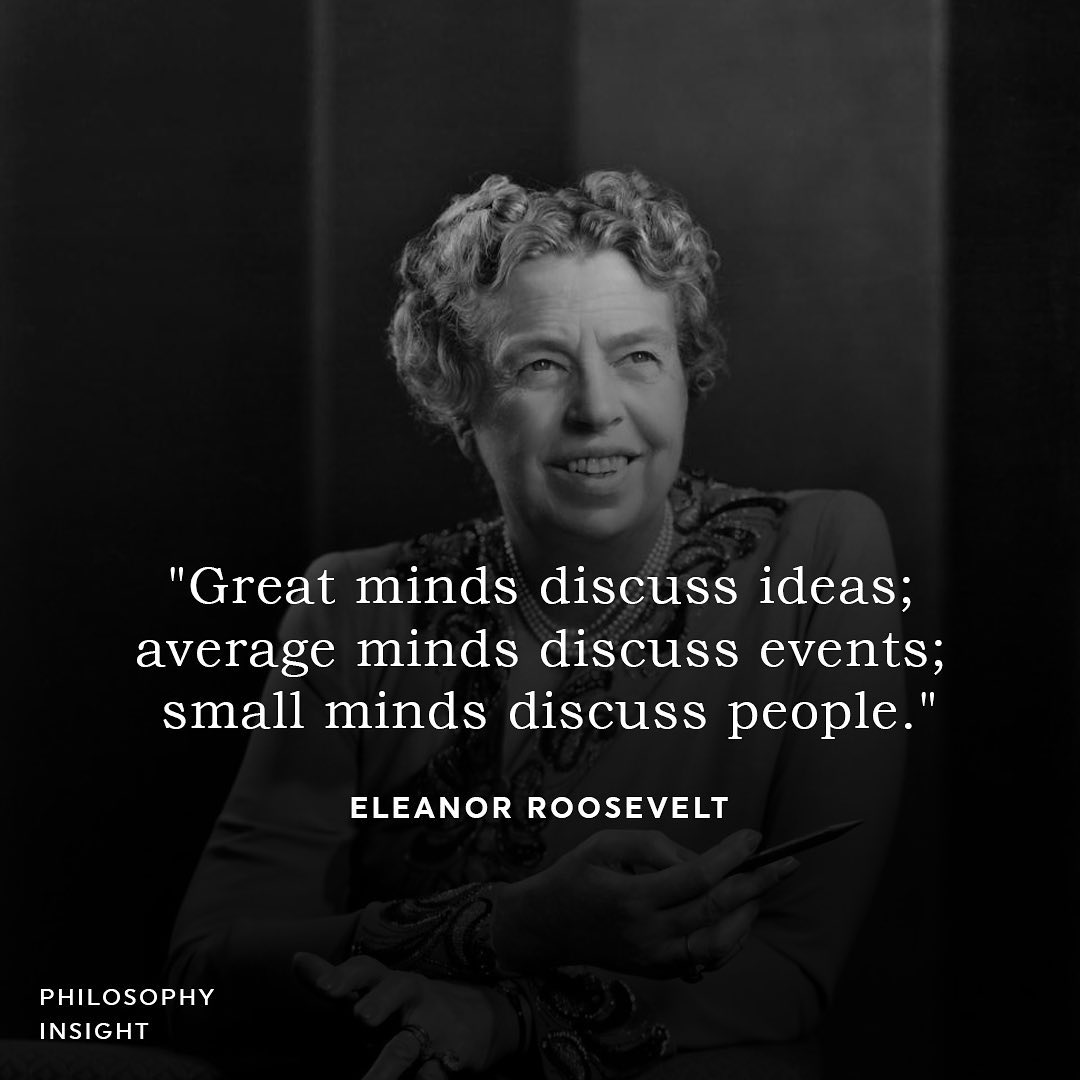 "Great minds discuss ideas;
average minds discuss events;
small minds discuss people."
ELEANOR ROOSEVELT
PHILOSOPHY
INSIGHT